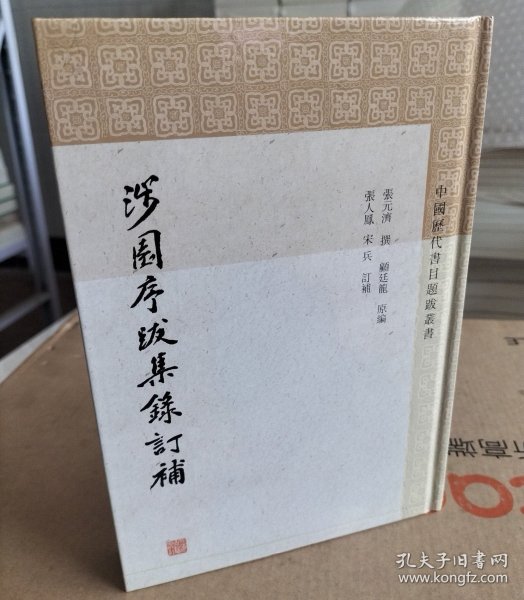 中國歷代書目題跋叢書
張元濟 撰 顧廷龍 原編
張人鳳 宋兵 訂補
涉園序跋集錄訂補
孔夫子旧书网
www.kongfz.com